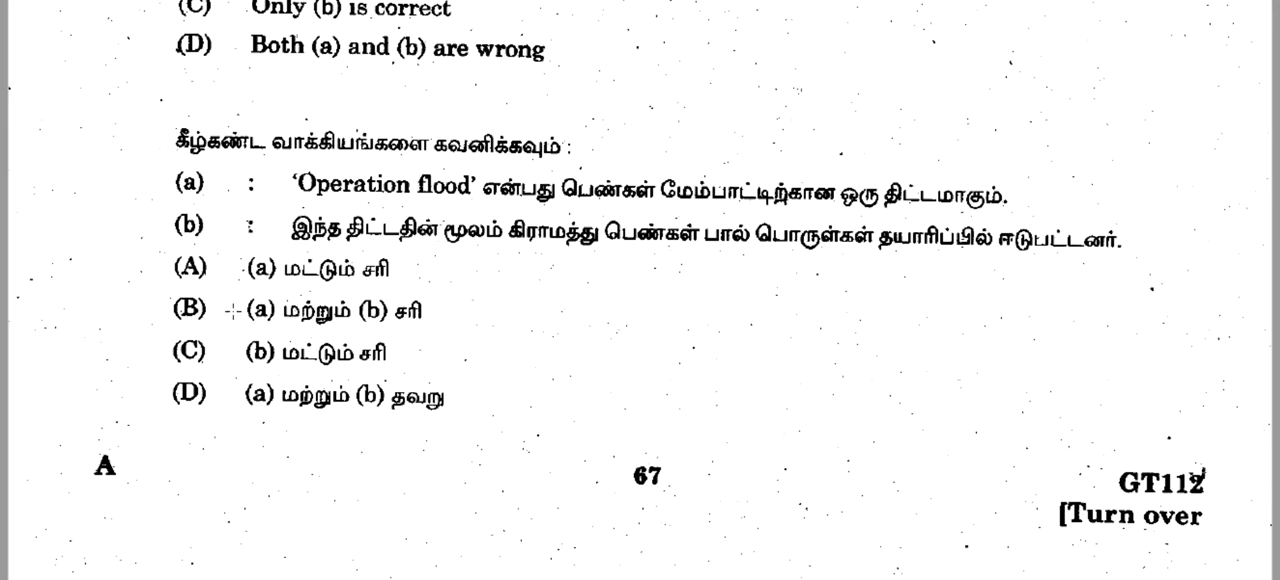 (C) Only (b) is correct
(D) Both (a) and (b) are wrong
கீழ்கண்ட வாக்கியங்களை கவனிக்கவும் :
(a) : ‘Operation flood’ என்பது பெண்கள் மேம்பாட்டிற்கான ஒரு திட்டமாகும்.
(b) : இந்த திட்டதின் மூலம் கிராமத்து பெண்கள் பால் பொருள்கள் தயாரிப்பில் ஈடுபட்டனர்.
(A) (a) மட்டும் சரி
(B) (a) மற்றும் (b) சரி
(C) (b) மட்டும் சரி
(D) (a) மற்றும் (b) தவறு
A 67 GT112
[Turn over